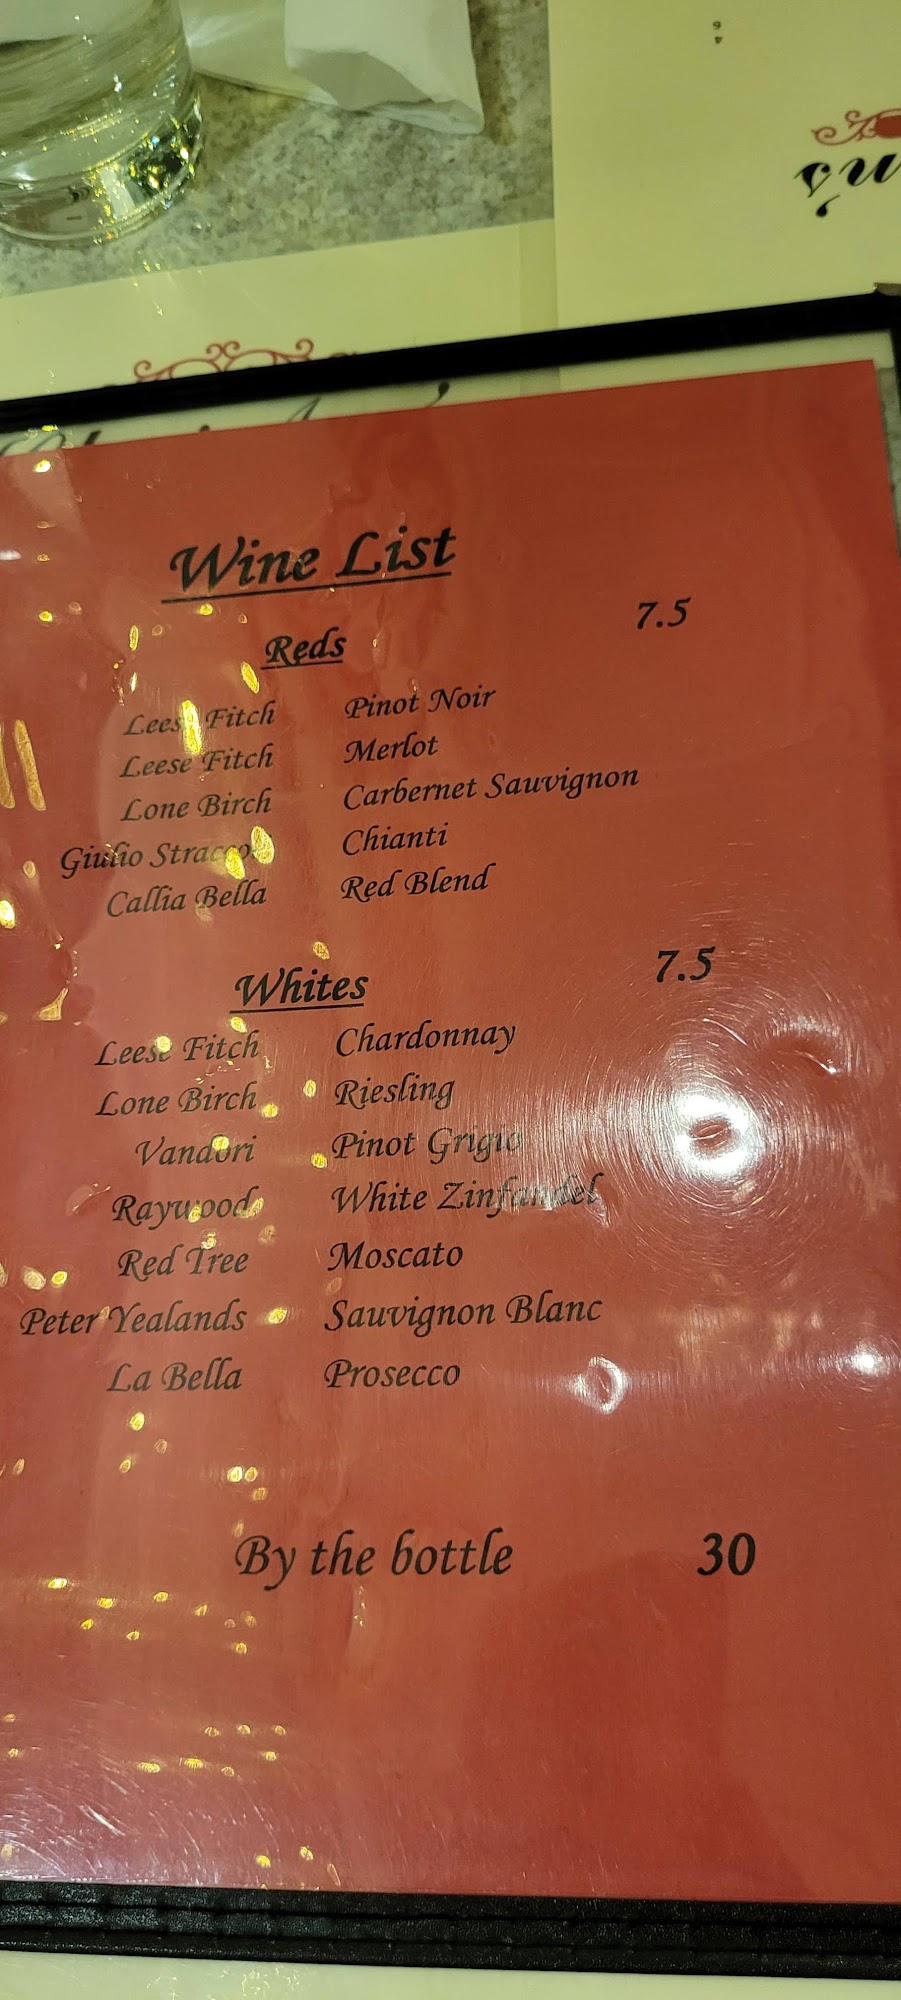 Wine List
Reds 7.5
Leese Fitch Pinot Noir
Leese Fitch Merlot
Lone Birch Carbernet Sauvignon
Giulio Chianti
Callia Bella Red Blend
Whites 7.5
Leese Fitch Chardonnay
Lone Birch Riesling
Vandori Pinot Grigio
Raywood White Zinfandel
Red Tree Moscato
Peter Yealands Sauvignon Blanc
La Bella Prosecco
By the bottle 30